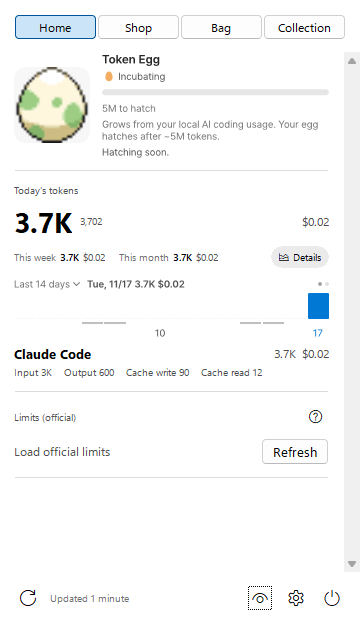 Home Shop Bag Collection
Token Egg
Incubating
5M to hatch
Grows from your local AI coding usage. Your egg
hatches after ~5M tokens.
Hatching soon.
Today's tokens
3.7K 3,702 $0.02
This week 3.7K $0.02 This month 3.7K $0.02 Details
Last 14 days Tue, 11/17 3.7K $0.02
10 17
Claude Code 3.7K $0.02
Input 3K Output 600 Cache write 90 Cache read 12
Limits (official)
Load official limits Refresh
Updated 1 minute